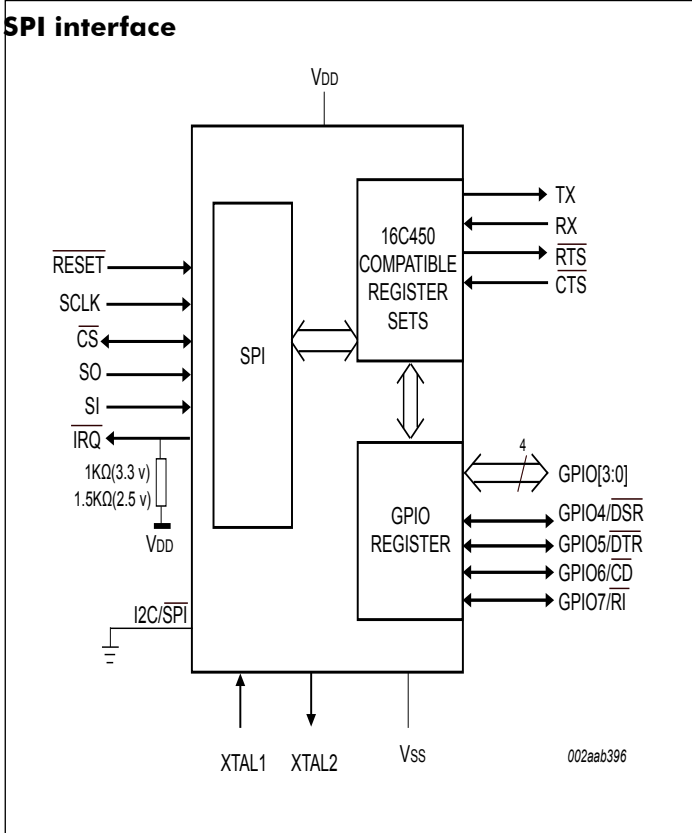 SPI interface
VDD
16C450
COMPATIBLE
REGISTER
SETS
TX
RX
RTS
CTS
RESET
SCLK
CS
SO
SI
IRQ
SPI
1KΩ(3.3 v)
1.5KΩ(2.5 v)
VDD
I2C/SPI
GPIO
REGISTER
4
GPIO[3:0]
GPIO4/DSR
GPIO5/DTR
GPIO6/CD
GPIO7/RI
XTAL1
XTAL2
VSS
002aab396